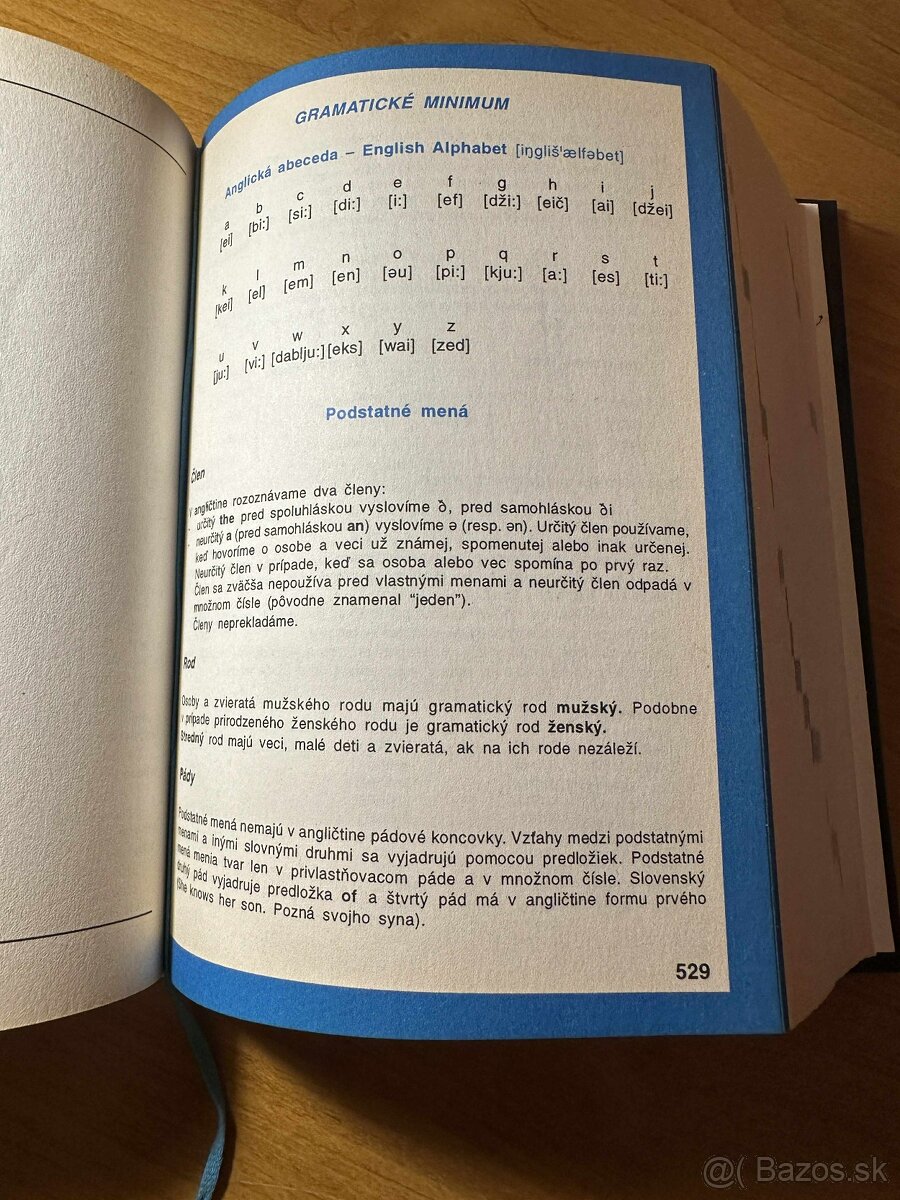 GRAMATICKÉ MINIMUM
Anglická abeceda – English Alphabet [iŋgliš'ælfəbet]
a b c d e f g h i j
[ei] [bi:] [si:] [di:] [i:] [ef] [dži:] [eič] [ai] [džei]
k l m n o p q r s t
[kei] [el] [em] [en] [əu] [pi:] [kju:] [a:] [es] [ti:]
u v w x y z
[ju:] [vi:] [dablju:] [eks] [wai] [zed]
Podstatné mená
Člen
V angličtine rozoznávame dva členy:
určitý the pred spoluhláskou vyslovíme ðə, pred samohláskou ði
neurčitý a (pred samohláskou an) vyslovíme ə (resp. ən). Určitý člen používame,
keď hovoríme o osobe a veci už známej, spomenutej alebo inak určenej.
Neurčitý člen v prípade, keď sa osoba alebo vec spomína po prvý raz.
Člen sa zväčša nepoužíva pred vlastnými menami a neurčitý člen odpadá v
množnom čísle (pôvodne znamenal “jeden”).
Členy neprekladáme.
Rod
Osoby a zvieratá mužského rodu majú gramatický rod mužský. Podobne
v prípade prirodzeného ženského rodu je gramatický rod ženský.
Stredný rod majú veci, malé deti a zvieratá, ak na ich rode nezáleží.
Pády
Podstatné mená nemajú v angličtine pádové koncovky. Vzťahy medzi podstatnými
menami a inými slovnými druhmi sa vyjadrujú pomocou predložiek. Podstatné
mená menia tvar len v privlastňovacom páde a v množnom čísle. Slovenský
druhý pád vyjadruje predložka of a štvrtý pád má v angličtine formu prvého
(She knows her son. Pozná svojho syna).
529
@( Bazos.sk